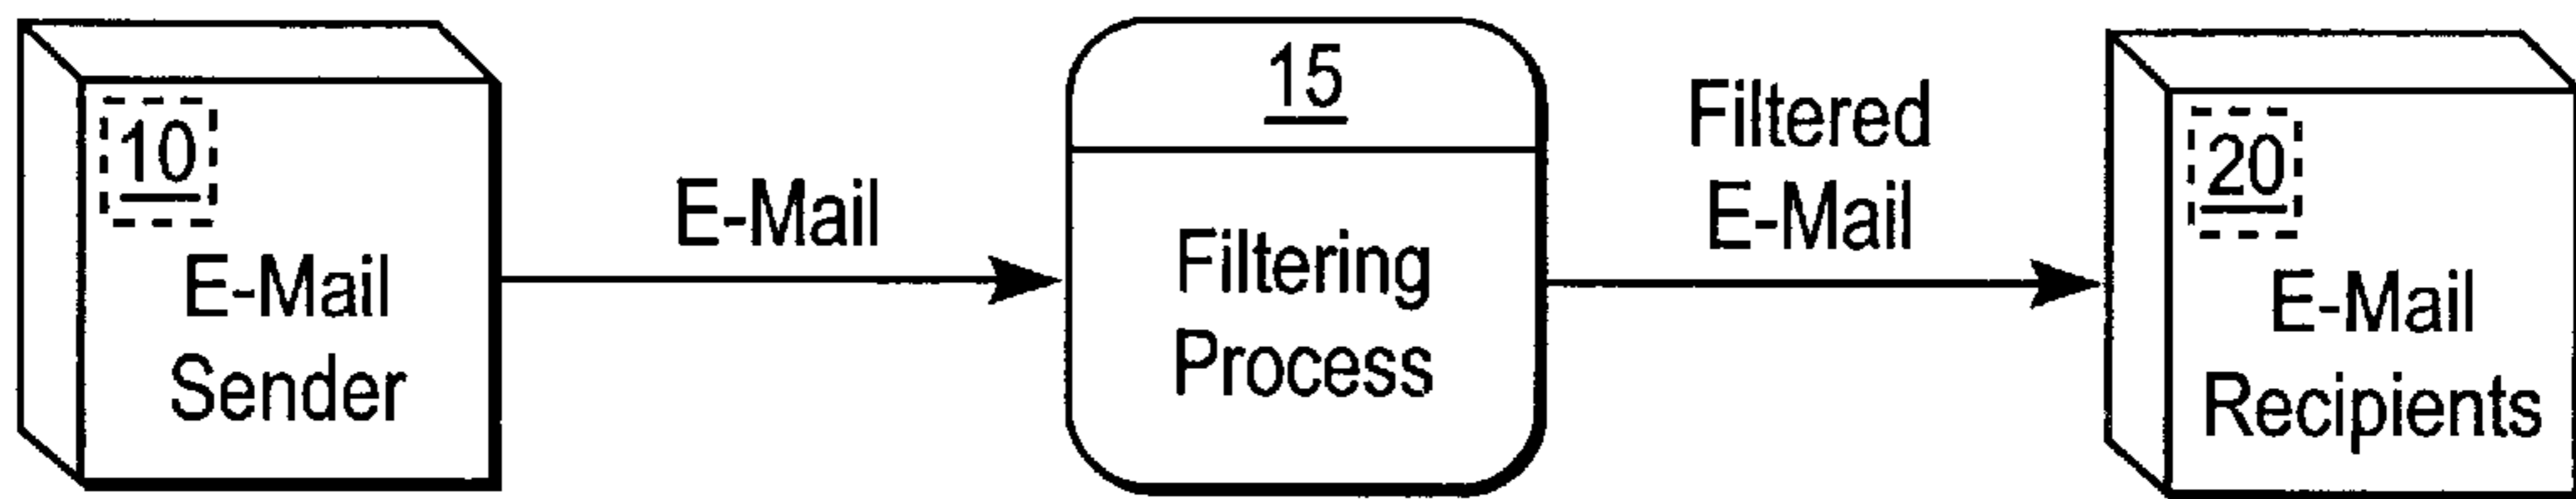 10
E-Mail
Sender
E-Mail
15
Filtering
Process
Filtered
E-Mail
20
E-Mail
Recipients